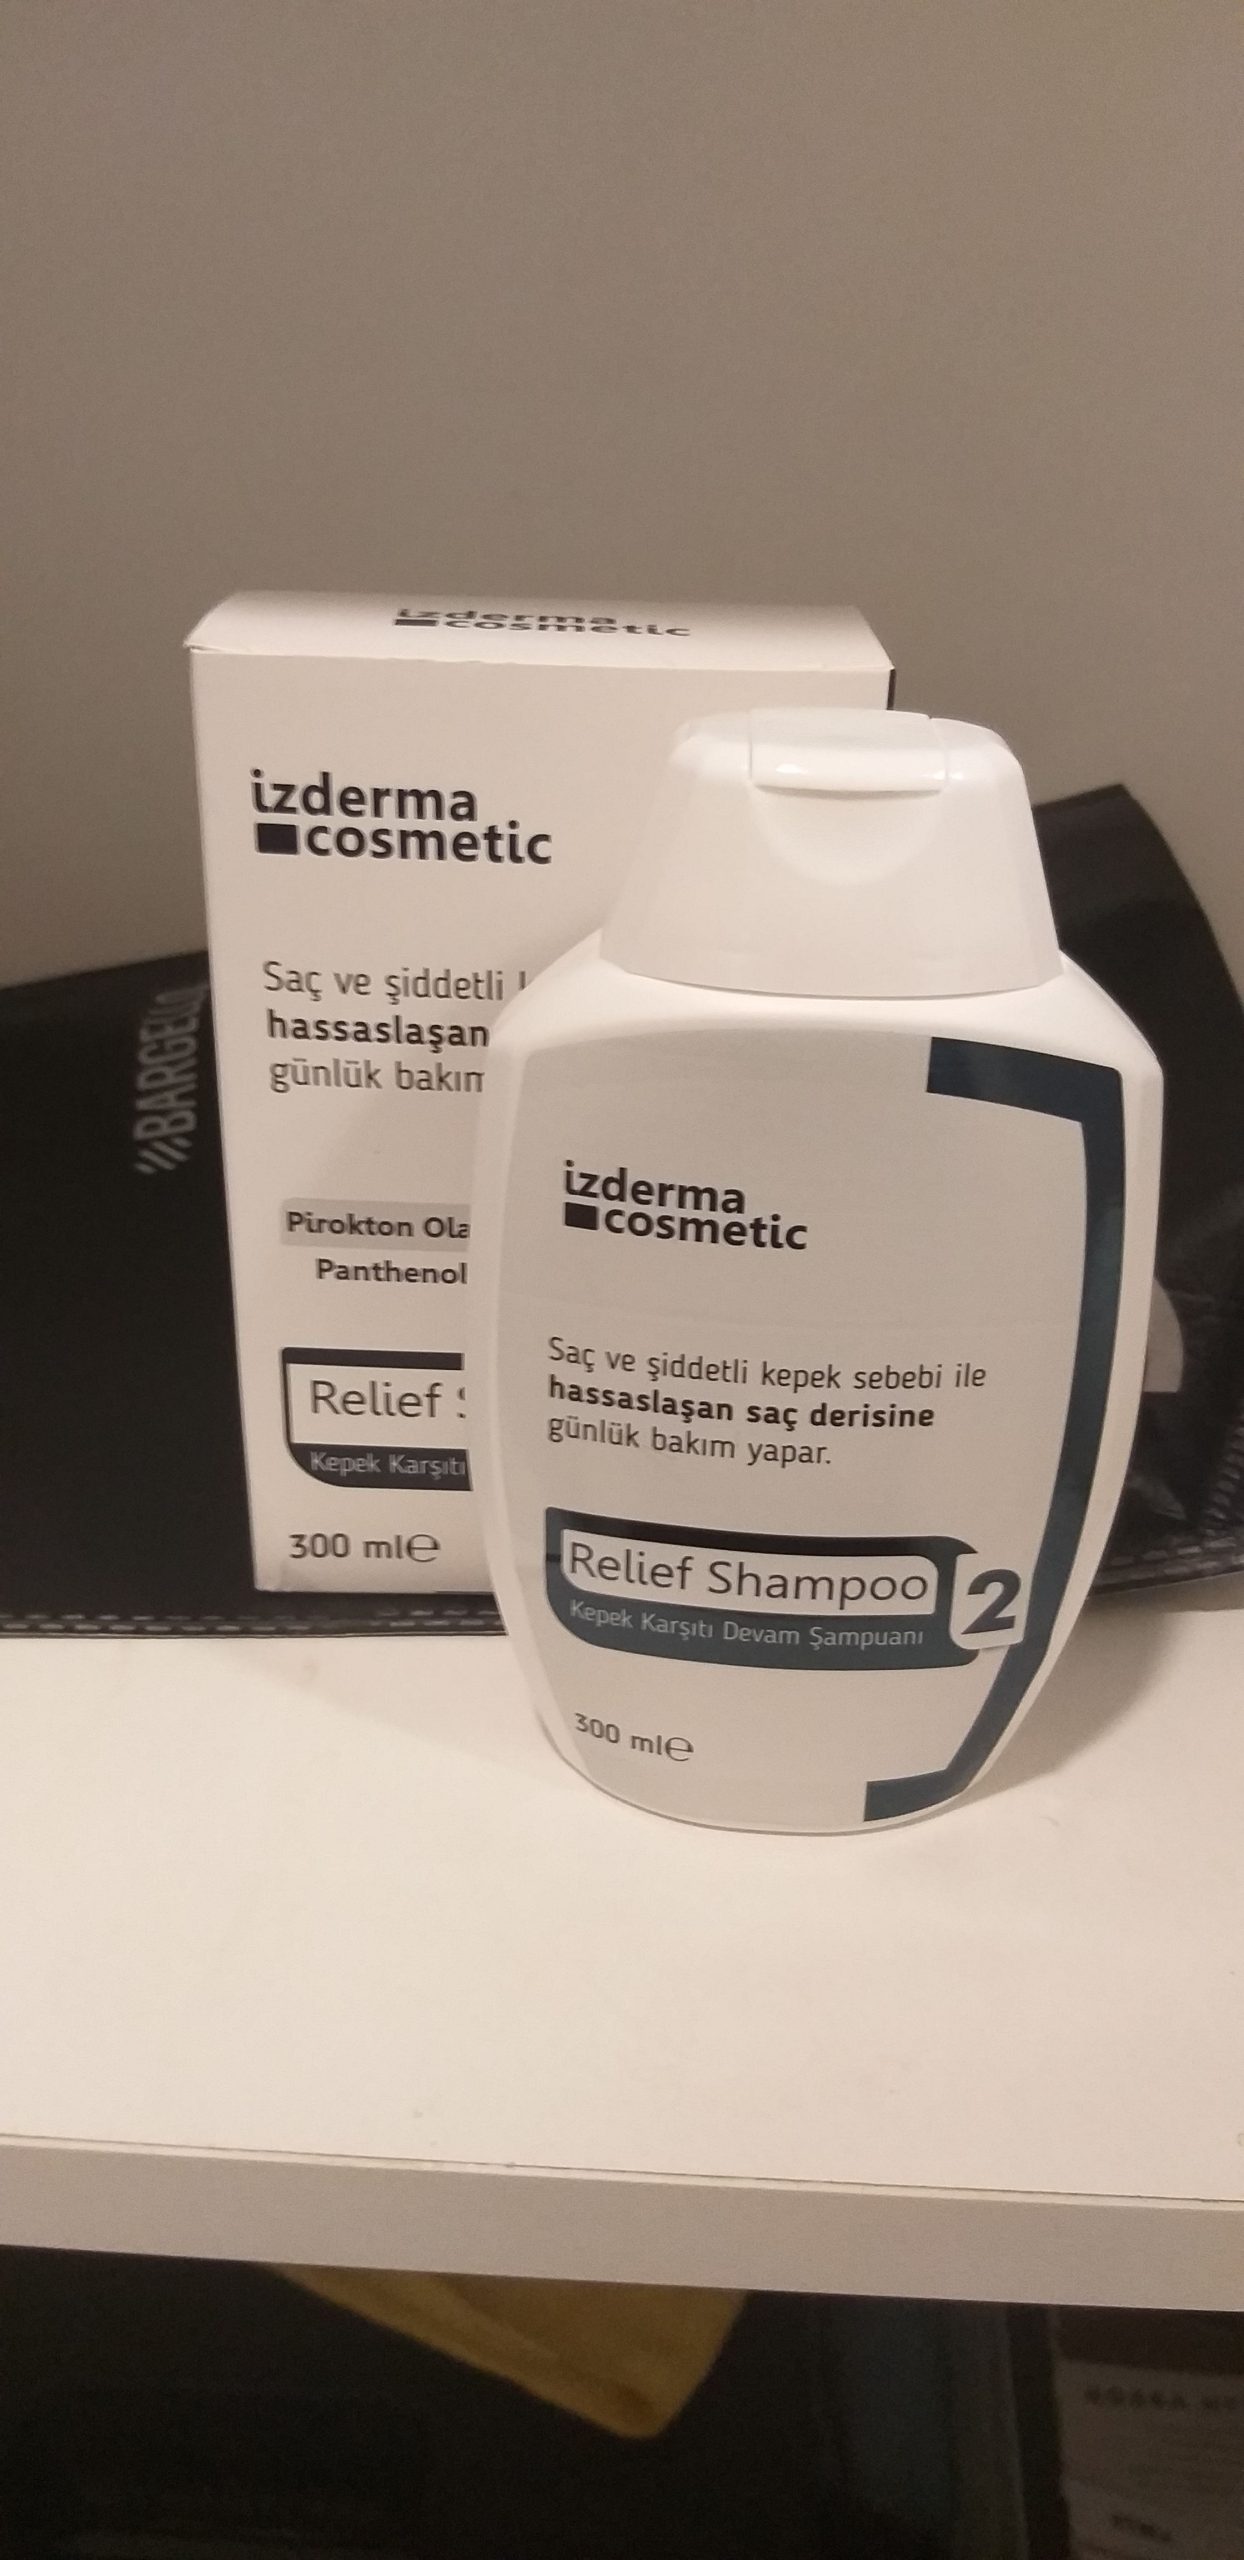 izderma
cosmetic
izderma
cosmetic
Saç ve şiddetli
hassaslaşan
günlük bakım
Pirokton Ola
Panthenol
Relief
Kepek Karşıtı
300 ml℮
BARGELLO
izderma
cosmetic
Saç ve şiddetli kepek sebebi ile
hassaslaşan saç derisine
günlük bakım yapar.
Relief Shampoo 2
Kepek Karşıtı Devam Şampuanı
300 ml℮